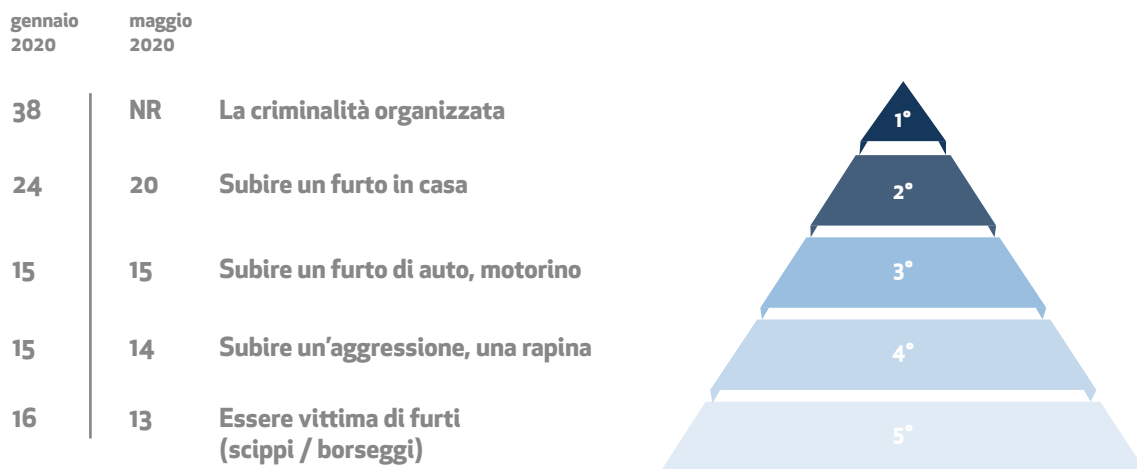 gennaio 2020
maggio 2020
38 NR La criminalità organizzata
24 20 Subire un furto in casa
15 15 Subire un furto di auto, motorino
15 14 Subire un’aggressione, una rapina
16 13 Essere vittima di furti
(scippi / borseggi)
1°
2°
3°
4°
5°